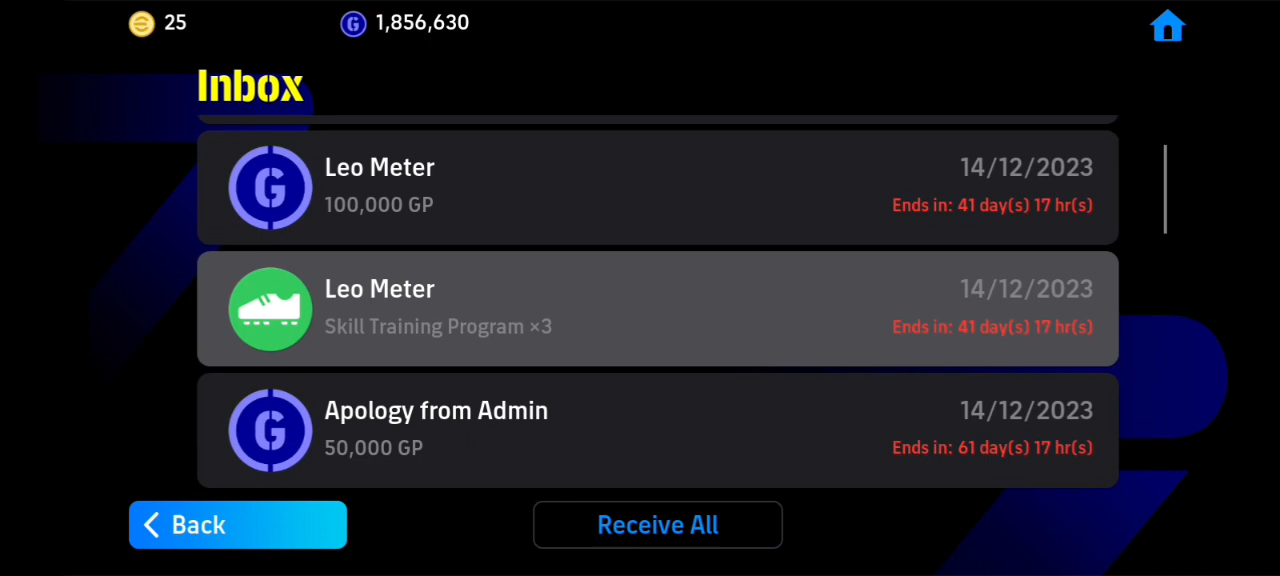 25
1,856,630
Inbox
Leo Meter
14/12/2023
100,000 GP
Ends in: 41 day(s) 17 hr(s)
Leo Meter
14/12/2023
Skill Training Program ×3
Ends in: 41 day(s) 17 hr(s)
Apology from Admin
14/12/2023
50,000 GP
Ends in: 61 day(s) 17 hr(s)
Back
Receive All